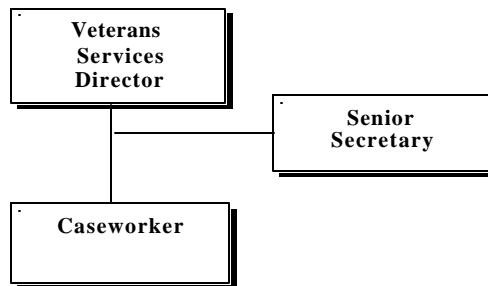 Veterans
Services
Director
Senior
Secretary
Caseworker